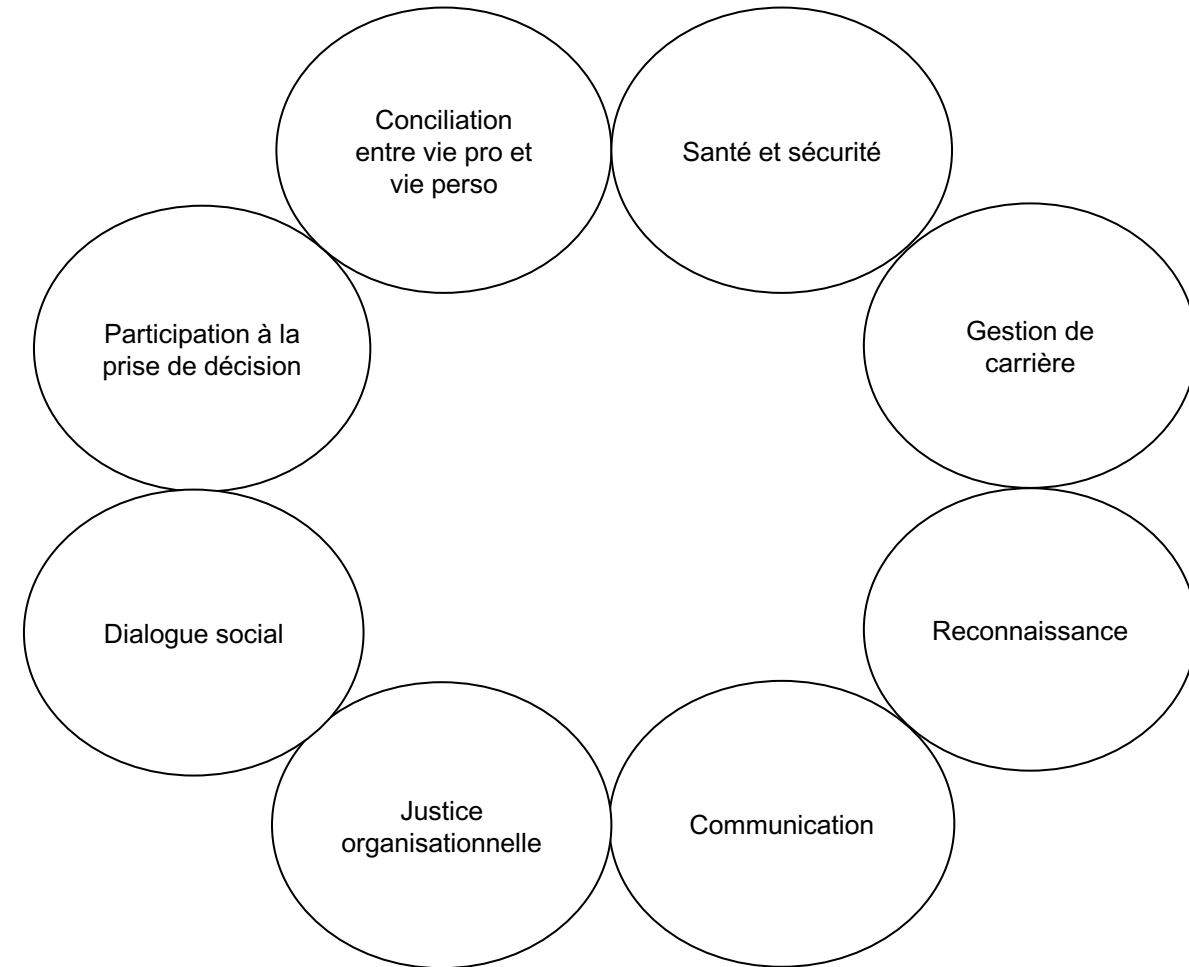 Conciliation
entre vie pro et
vie perso
Santé et sécurité
Participation à la
prise de décision
Gestion de
carrière
Dialogue social
Reconnaissance
Justice
organisationnelle
Communication